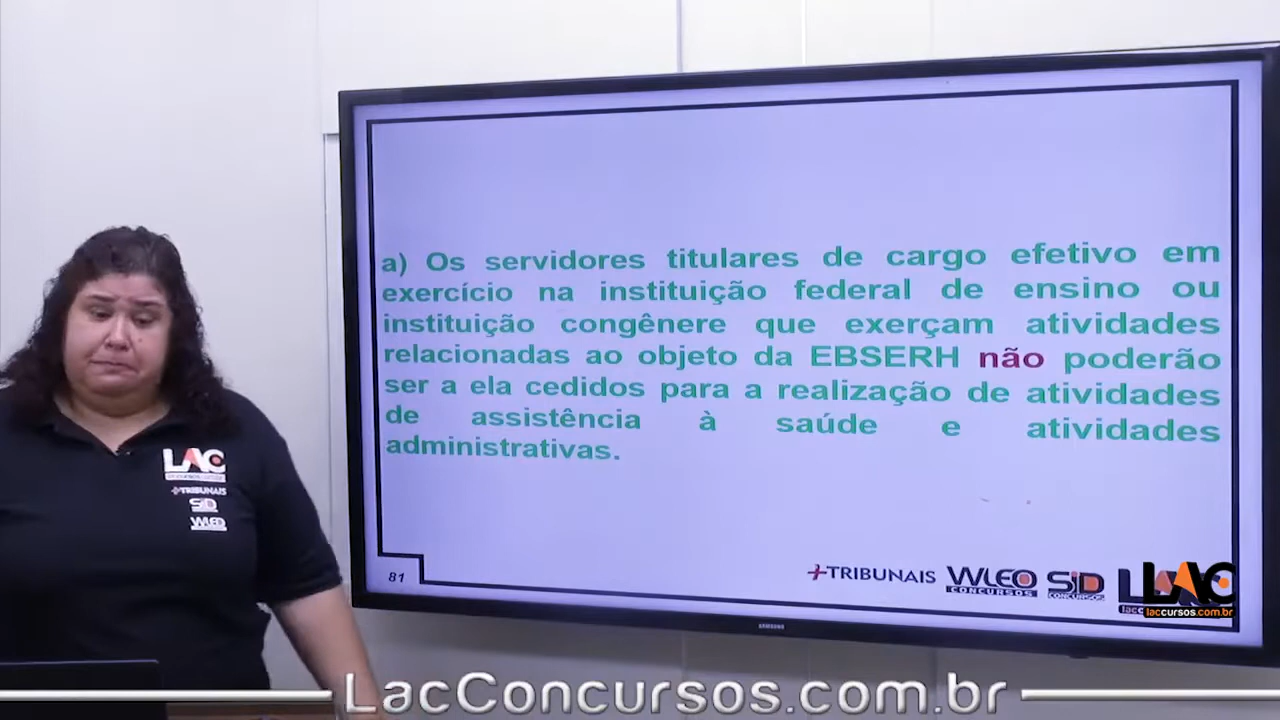 a) Os servidores titulares de cargo efetivo em
exercício na instituição federal de ensino ou
instituição congênere que exerçam atividades
relacionadas ao objeto da EBSERH não poderão
ser a ela cedidos para a realização de atividades
de assistência à saúde e atividades
administrativas.
81
+TRIBUNAIS WLEO CONCURSOS SID CONCURSOS LAC
laccursos.com.br
SAMSUNG
LAC
+TRIBUNAIS
SID
WLEO
LacConcursos.com.br